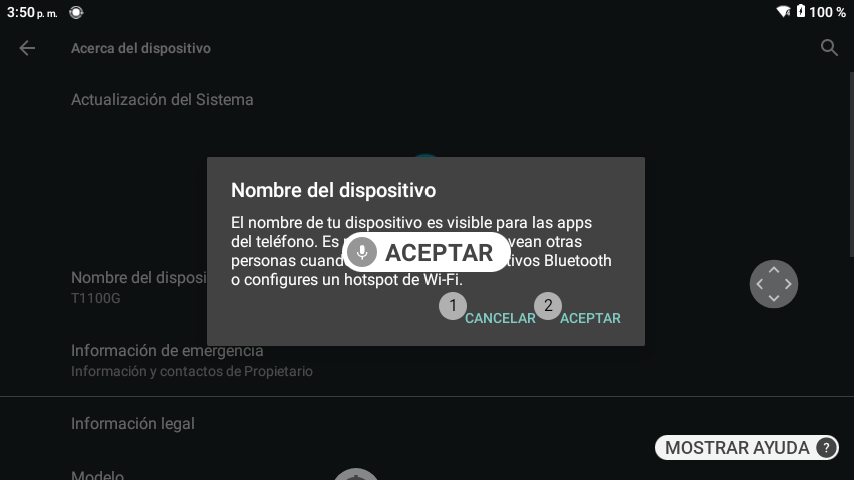 3:50 p. m.
100 %
Acerca del dispositivo
Actualización del Sistema
Nombre del dispositivo
El nombre de tu dispositivo es visible para las apps
del teléfono. Es vean otras
personas cuand tivos Bluetooth
o configures un hotspot de Wi-Fi.
ACEPTAR
1 CANCELAR
2 ACEPTAR
Nombre del disposi
T1100G
Información de emergencia
Información y contactos de Propietario
Información legal
MOSTRAR AYUDA ?
Modelo